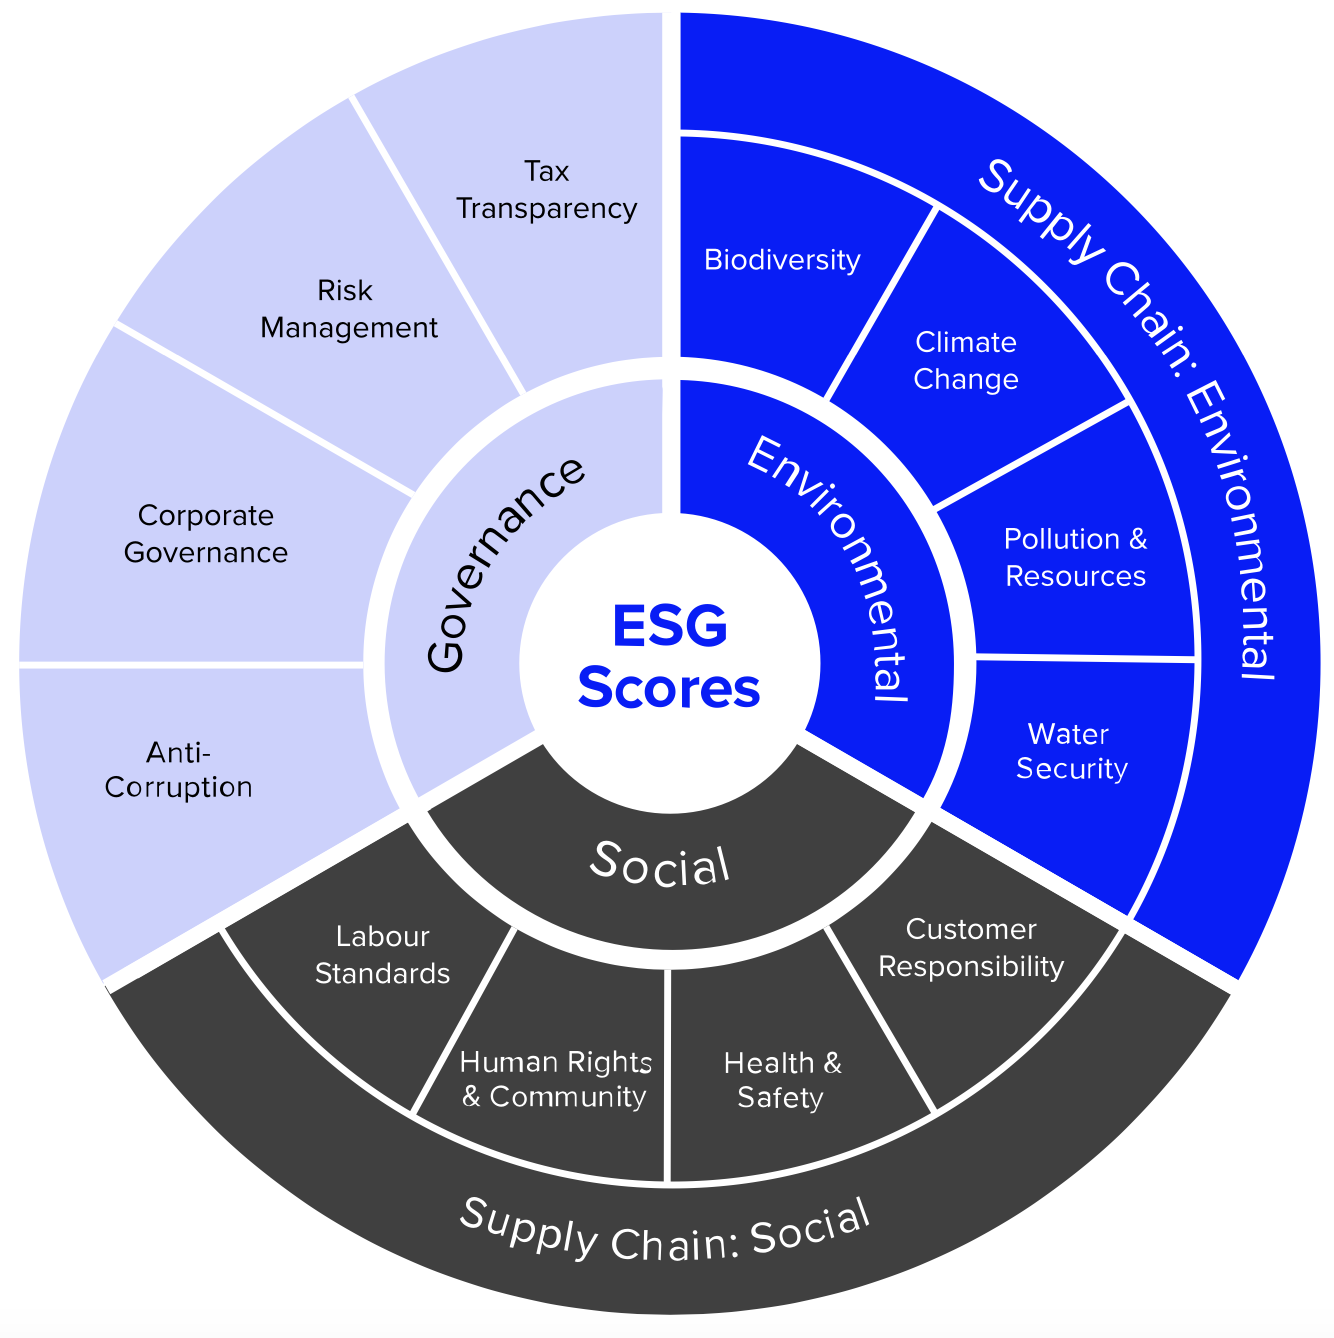 ESG
Scores
Environmental
Biodiversity
Climate
Change
Pollution &
Resources
Water
Security
Supply Chain: Environmental
Social
Customer
Responsibility
Health &
Safety
Human Rights
& Community
Labour
Standards
Supply Chain: Social
Governance
Anti-
Corruption
Corporate
Governance
Risk
Management
Tax
Transparency